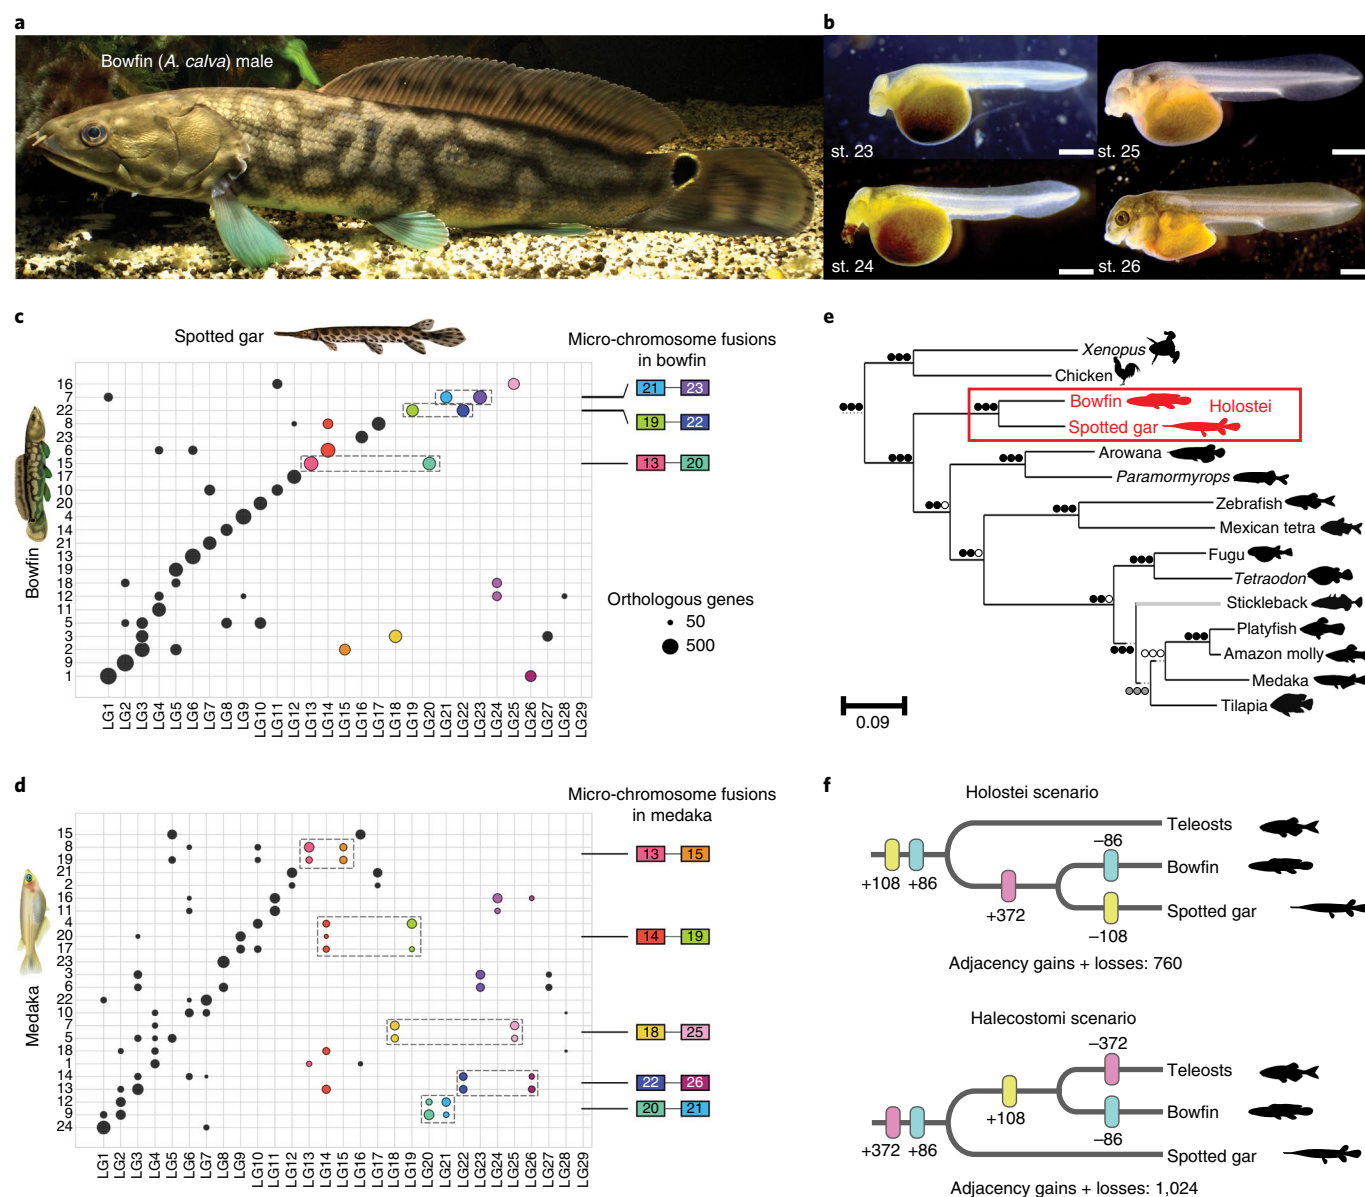 a
Bowfin (A. calva) male
b
st. 23
st. 25
st. 24
st. 26
c
Spotted gar
Micro-chromosome fusions
in bowfin
Bowfin
16
7
22
8
23
6
15
17
10
20
4
14
21
13
19
18
12
11
5
3
2
9
1
LG1 LG2 LG3 LG4 LG5 LG6 LG7 LG8 LG9 LG10 LG11 LG12 LG13 LG14 LG15 LG16 LG17 LG18 LG19 LG20 LG21 LG22 LG23 LG24 LG25 LG26 LG27 LG28 LG29
21 23
19 22
13 20
Orthologous genes
50
500
d
Micro-chromosome fusions
in medaka
Medaka
15
8
19
21
2
16
11
4
20
17
23
3
6
22
10
7
5
18
1
14
13
12
9
24
LG1 LG2 LG3 LG4 LG5 LG6 LG7 LG8 LG9 LG10 LG11 LG12 LG13 LG14 LG15 LG16 LG17 LG18 LG19 LG20 LG21 LG22 LG23 LG24 LG25 LG26 LG27 LG28 LG29
13 15
14 19
18 25
22 26
20 21
e
Xenopus
Chicken
Bowfin
Holostei
Spotted gar
Arowana
Paramormyrops
Zebrafish
Mexican tetra
Fugu
Tetraodon
Stickleback
Platyfish
Amazon molly
Medaka
Tilapia
0.09
f
Holostei scenario
Teleosts
−86
Bowfin
+108 +86
+372
Spotted gar
−108
Adjacency gains + losses: 760
Halecostomi scenario
−372
Teleosts
+108
Bowfin
−86
+372 +86
Spotted gar
Adjacency gains + losses: 1,024